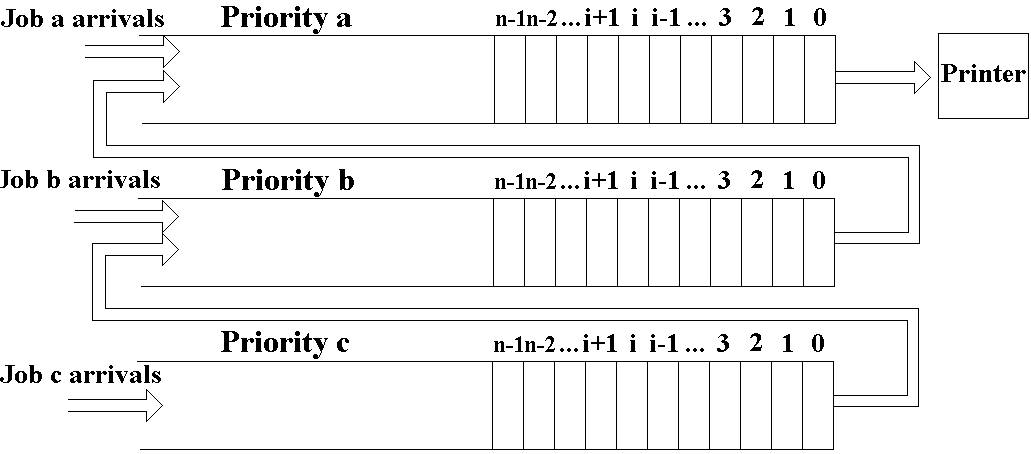 Job a arrivals Priority a n-1n-2...i+1 i i-1 ... 3 2 1 0
Printer
Job b arrivals Priority b n-1n-2...i+1 i i-1 ... 3 2 1 0
Priority c n-1n-2...i+1 i i-1 ... 3 2 1 0
Job c arrivals